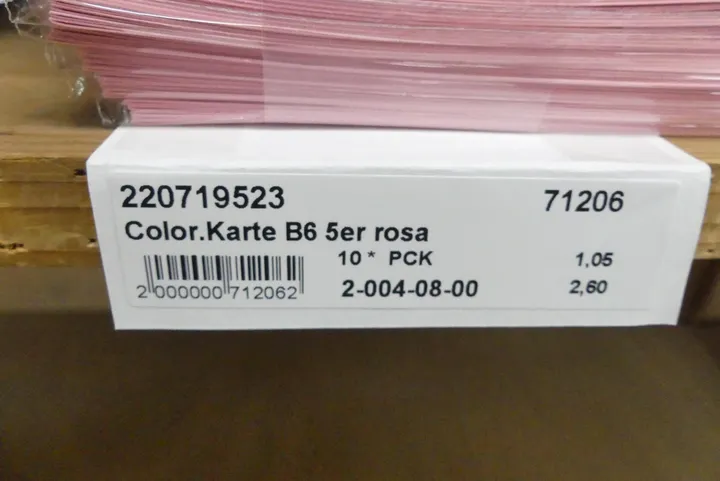 220719523 71206
Color.Karte B6 5er rosa
10 * PCK 1,05
2 000000 712062 2-004-08-00 2,60